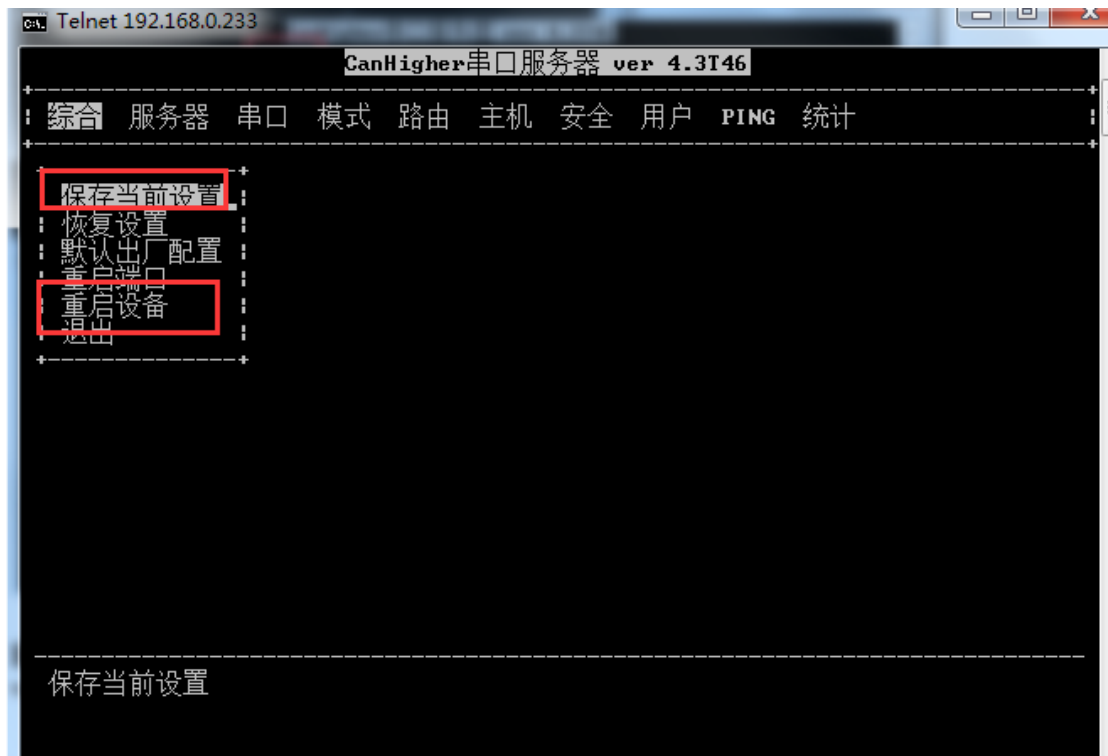 Telnet 192.168.0.233
CanHigher串口服务器 ver 4.3T46
综合 服务器 串口 模式 路由 主机 安全 用户 PING 统计
保存当前设置
恢复设置
默认出厂配置
重启端口
重启设备
退出
保存当前设置